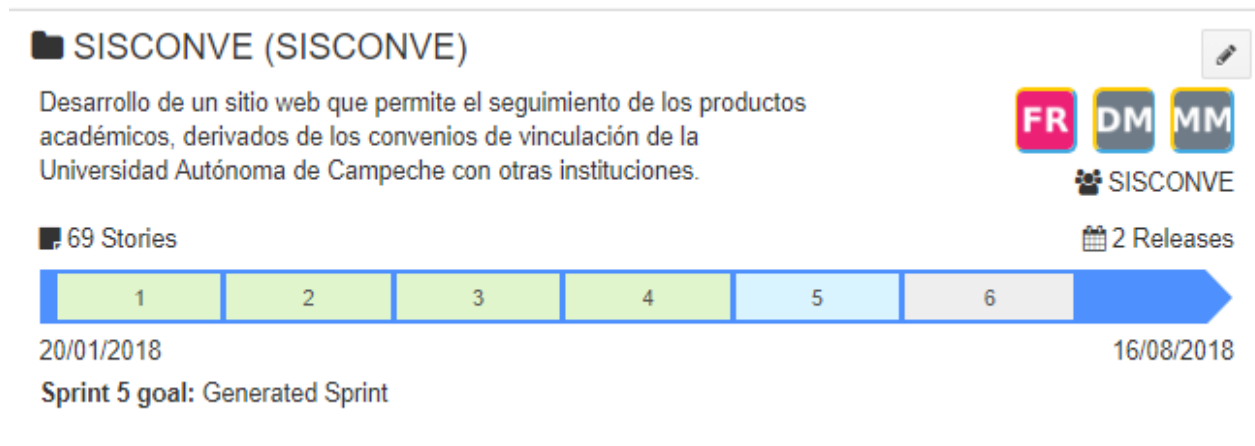 SISCONVE (SISCONVE)
Desarrollo de un sitio web que permite el seguimiento de los productos
académicos, derivados de los convenios de vinculación de la
Universidad Autónoma de Campeche con otras instituciones.
FR DM MM
SISCONVE
69 Stories
2 Releases
1 2 3 4 5 6
20/01/2018
16/08/2018
Sprint 5 goal: Generated Sprint